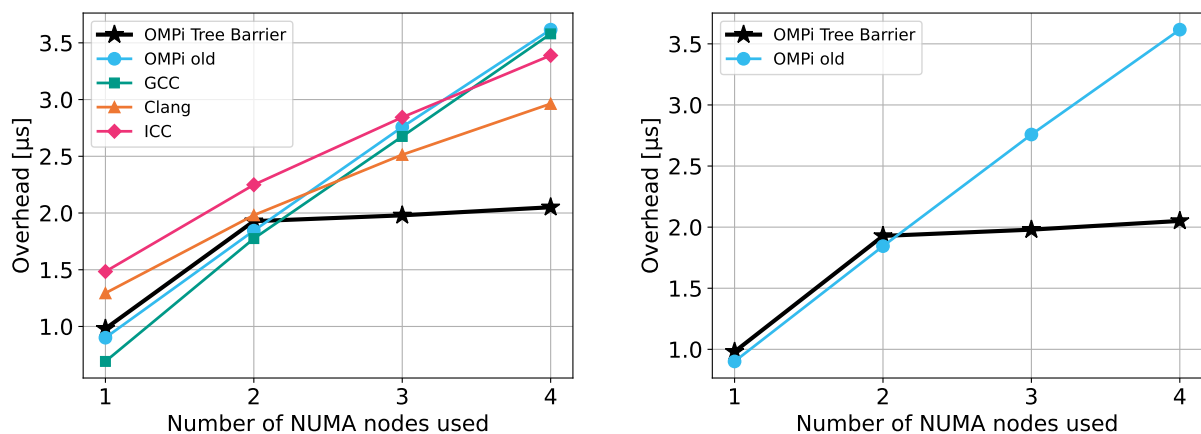 OMPi Tree Barrier
OMPi old
GCC
Clang
ICC
3.5
3.0
2.5
2.0
1.5
1.0
Overhead [μs]
1 2 3 4
Number of NUMA nodes used
OMPi Tree Barrier
OMPi old
3.5
3.0
2.5
2.0
1.5
1.0
Overhead [μs]
1 2 3 4
Number of NUMA nodes used